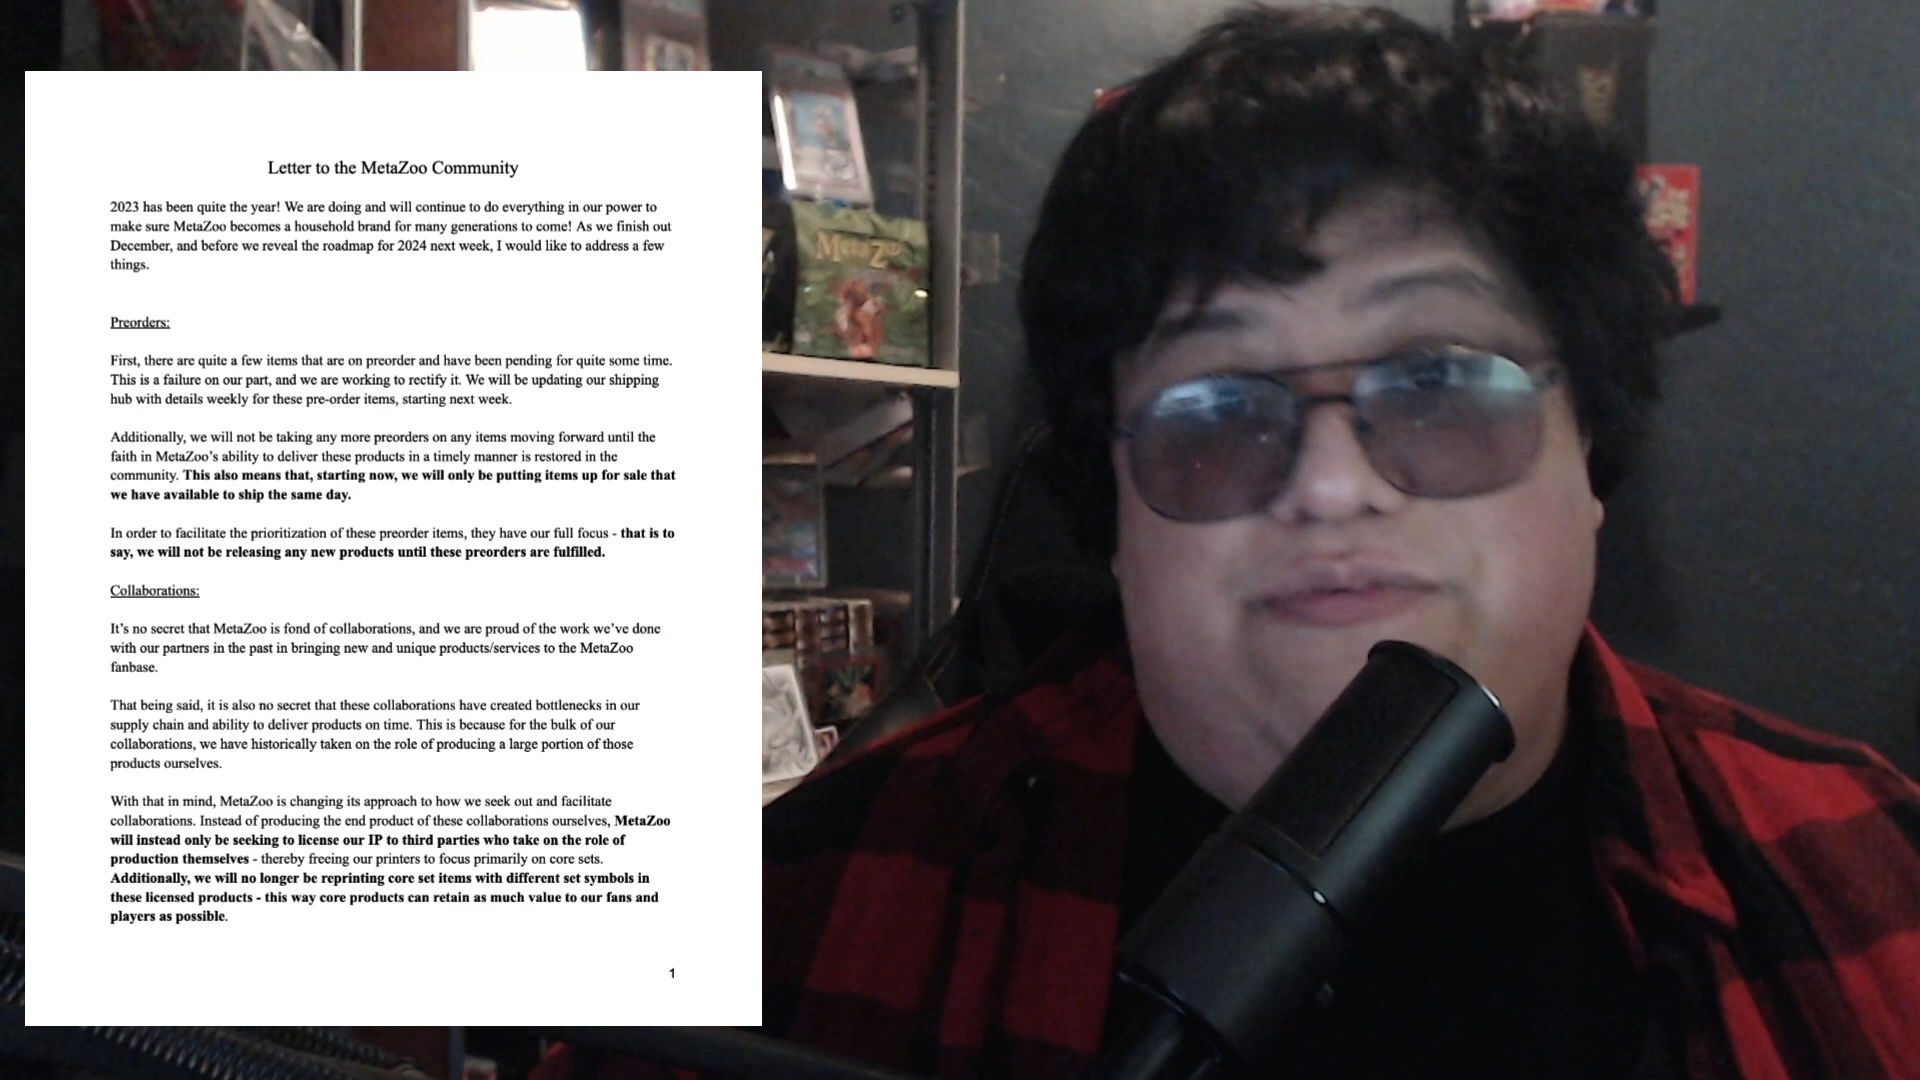 Letter to the MetaZoo Community
2023 has been quite the year! We are doing and will continue to do everything in our power to
make sure MetaZoo becomes a household brand for many generations to come! As we finish out
December, and before we reveal the roadmap for 2024 next week, I would like to address a few
things.
Preorders:
First, there are quite a few items that are on preorder and have been pending for quite some time.
This is a failure on our part, and we are working to rectify it. We will be updating our shipping
hub with details weekly for these pre-order items, starting next week.
Additionally, we will not be taking any more preorders on any items moving forward until the
faith in MetaZoo’s ability to deliver these products in a timely manner is restored in the
community. This also means that, starting now, we will only be putting items up for sale that
we have available to ship the same day.
In order to facilitate the prioritization of these preorder items, they have our full focus - that is to
say, we will not be releasing any new products until these preorders are fulfilled.
Collaborations:
It’s no secret that MetaZoo is fond of collaborations, and we are proud of the work we’ve done
with our partners in the past in bringing new and unique products/services to the MetaZoo
fanbase.
That being said, it is also no secret that these collaborations have created bottlenecks in our
supply chain and ability to deliver products on time. This is because for the bulk of our
collaborations, we have historically taken on the role of producing a large portion of those
products ourselves.
With that in mind, MetaZoo is changing its approach to how we seek out and facilitate
collaborations. Instead of producing the end product of these collaborations ourselves, MetaZoo
will instead only be seeking to license our IP to third parties who take on the role of
production themselves - thereby freeing our printers to focus primarily on core sets.
Additionally, we will no longer be reprinting core set items with different set symbols in
these licensed products - this way core products can retain as much value to our fans and
players as possible.
1
MetaZoo